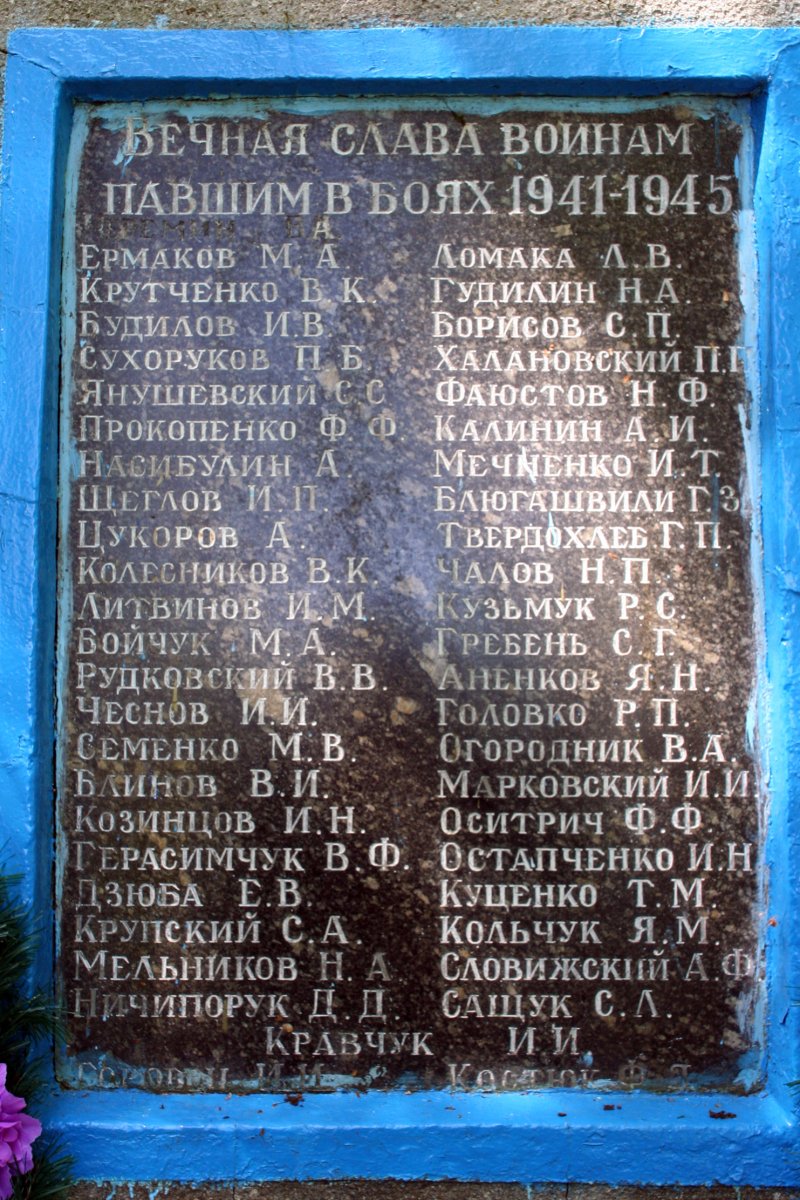 ВЕЧНАЯ СЛАВА ВОИНАМ
ПАВШИМ В БОЯХ 1941-1945
ЕРМАКОВ М. А.
КРУТЧЕНКО В. К.
БУДИЛОВ И.В.
СУХОРУКОВ П. Б.
ЯНУШЕВСКИЙ С.С
ПРОКОПЕНКО Ф. Ф.
НАСИБУЛИН А.
ЩЕГЛОВ И. П.
ЦУКОРОВ А.
КОЛЕСНИКОВ В. К.
ЛИТВИНОВ И. М.
БОЙЧУК М. А.
РУДКОВСКИЙ В. В.
ЧЕСНОВ И. И.
СЕМЕНКО М. В.
БЛИНОВ В. И.
КОЗИНЦОВ И. Н.
ГЕРАСИМЧУК В. Ф.
ДЗЮБА Е. В.
КРУПСКИЙ С. А.
МЕЛЬНИКОВ Н. А.
НИЧИПОРУК Д. Д.
ЛОМАКА Л. В.
ГУДИЛИН Н. А.
БОРИСОВ С. П.
ХАЛАНОВСКИЙ П. П
ФАЮСТОВ Н. Ф.
КАЛИНИН А. И.
МЕЧНЕНКО И. Т.
БЛЮГАШВИЛИ Г. З
ТВЕРДОХЛЕБ Г. П.
ЧАЛОВ Н. П.
КУЗЬМУК Р. С.
ГРЕБЕНЬ С. Г.
АНЕНКОВ Я. Н.
ГОЛОВКО Р. П.
ОГОРОДНИК В. А.
МАРКОВСКИЙ И. И
ОСИТРИЧ Ф. Ф.
ОСТАПЧЕНКО И. Н
КУЦЕНКО Т. М.
КОЛЬЧУК Я. М.
СЛОВИЖСКИЙ А. Ф.
САЩУК С. Л.
КРАВЧУК И. И
КОСТЮК Ф. Я.